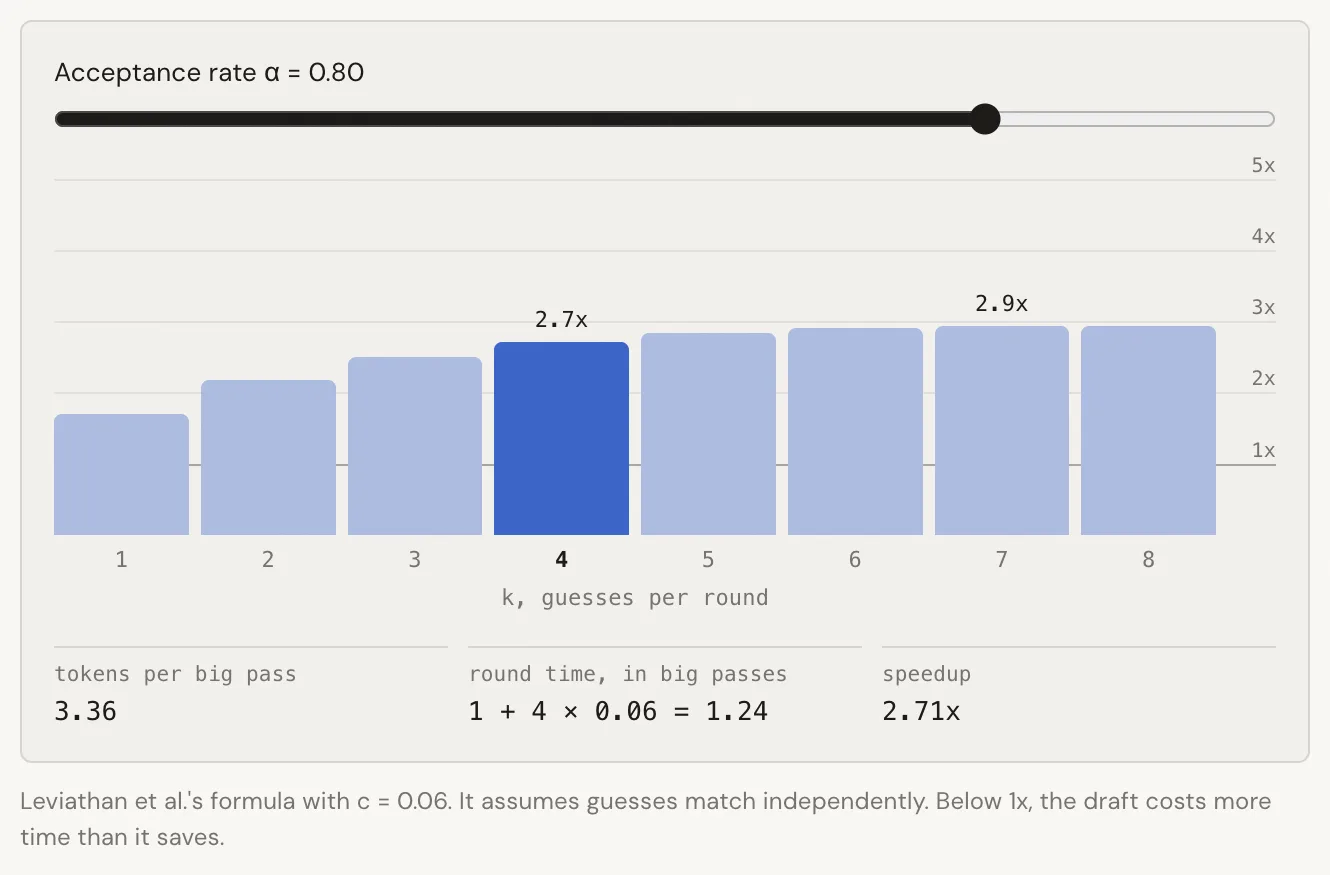 Acceptance rate α = 0.80
5x
4x
3x
2x
1x
2.7x
2.9x
1 2 3 4 5 6 7 8
k, guesses per round
tokens per big pass
3.36
round time, in big passes
1 + 4 × 0.06 = 1.24
speedup
2.71x
Leviathan et al.'s formula with c = 0.06. It assumes guesses match independently. Below 1x, the draft costs more
time than it saves.